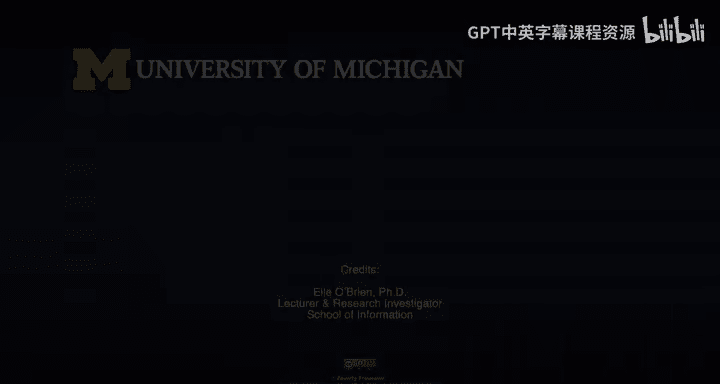 GPT中英字幕课程资源 bilibili
M UNIVERSITY OF MICHIGAN
Credits:
Elle O'Brien, Ph.D.
Lecturer & Research Investigator
School of Information